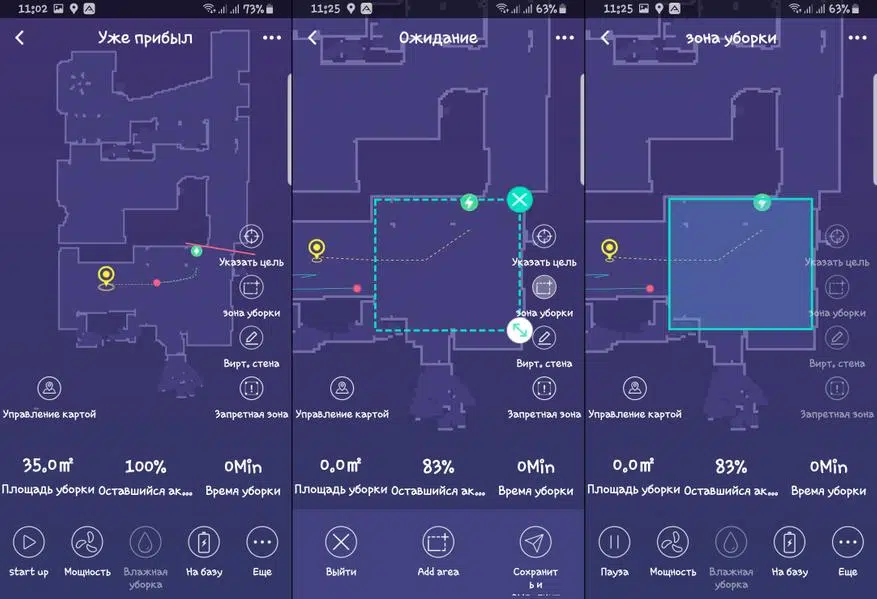 11:02 73%
Уже прибыл
Указать цель
зона уборки
Вирт. стена
Запретная зона
Управление картой
35.0㎡ 100% 0Min
Площадь уборки Оставшийся ак... Время уборки
start up Мощность Влажная На базу Еще
уборка
11:25 63%
Ожидание
Указать цель
зона уборки
Вирт. стена
Запретная зона
Управление картой
0.0㎡ 83% 0Min
Площадь уборки Оставшийся ак... Время уборки
Выйти Add area Сохранит
ь и
11:25 63%
зона уборки
Указать цель
зона уборки
Вирт. стена
Запретная зона
Управление картой
0.0㎡ 83% 0Min
Площадь уборки Оставшийся ак... Время уборки
Пауза Мощность Влажная На базу Еще
уборка